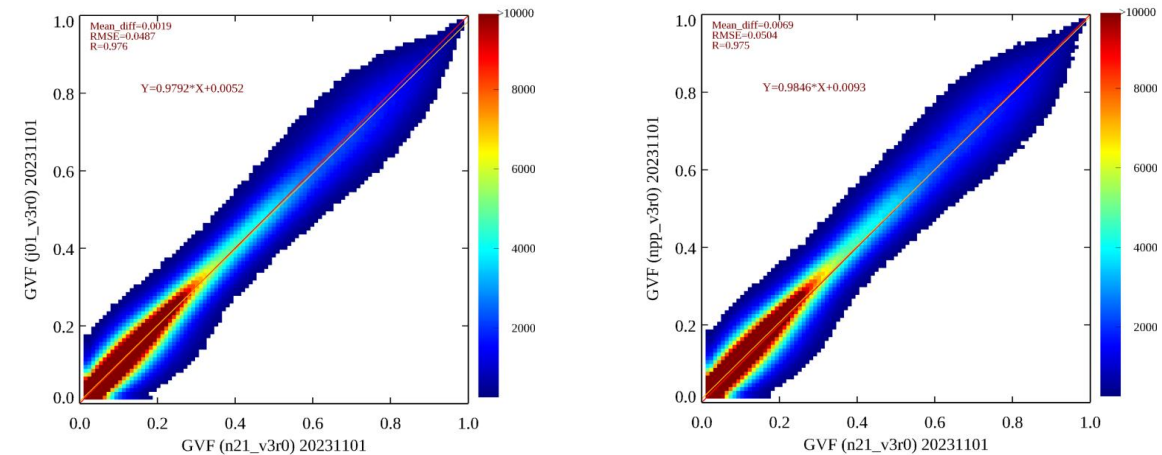 Mean_diff=0.0019
RMSE=0.0487
R=0.976
Y=0.9792*X+0.0052
1.0
0.8
0.6
0.4
0.2
0.0
0.0 0.2 0.4 0.6 0.8 1.0
GVF (j01_v3r0) 20231101
GVF (n21_v3r0) 20231101
>10000
8000
6000
4000
2000
Mean_diff=0.0069
RMSE=0.0504
R=0.975
Y=0.9846*X+0.0093
1.0
0.8
0.6
0.4
0.2
0.0
0.0 0.2 0.4 0.6 0.8 1.0
GVF (npp_v3r0) 20231101
GVF (n21_v3r0) 20231101
>10000
8000
6000
4000
2000